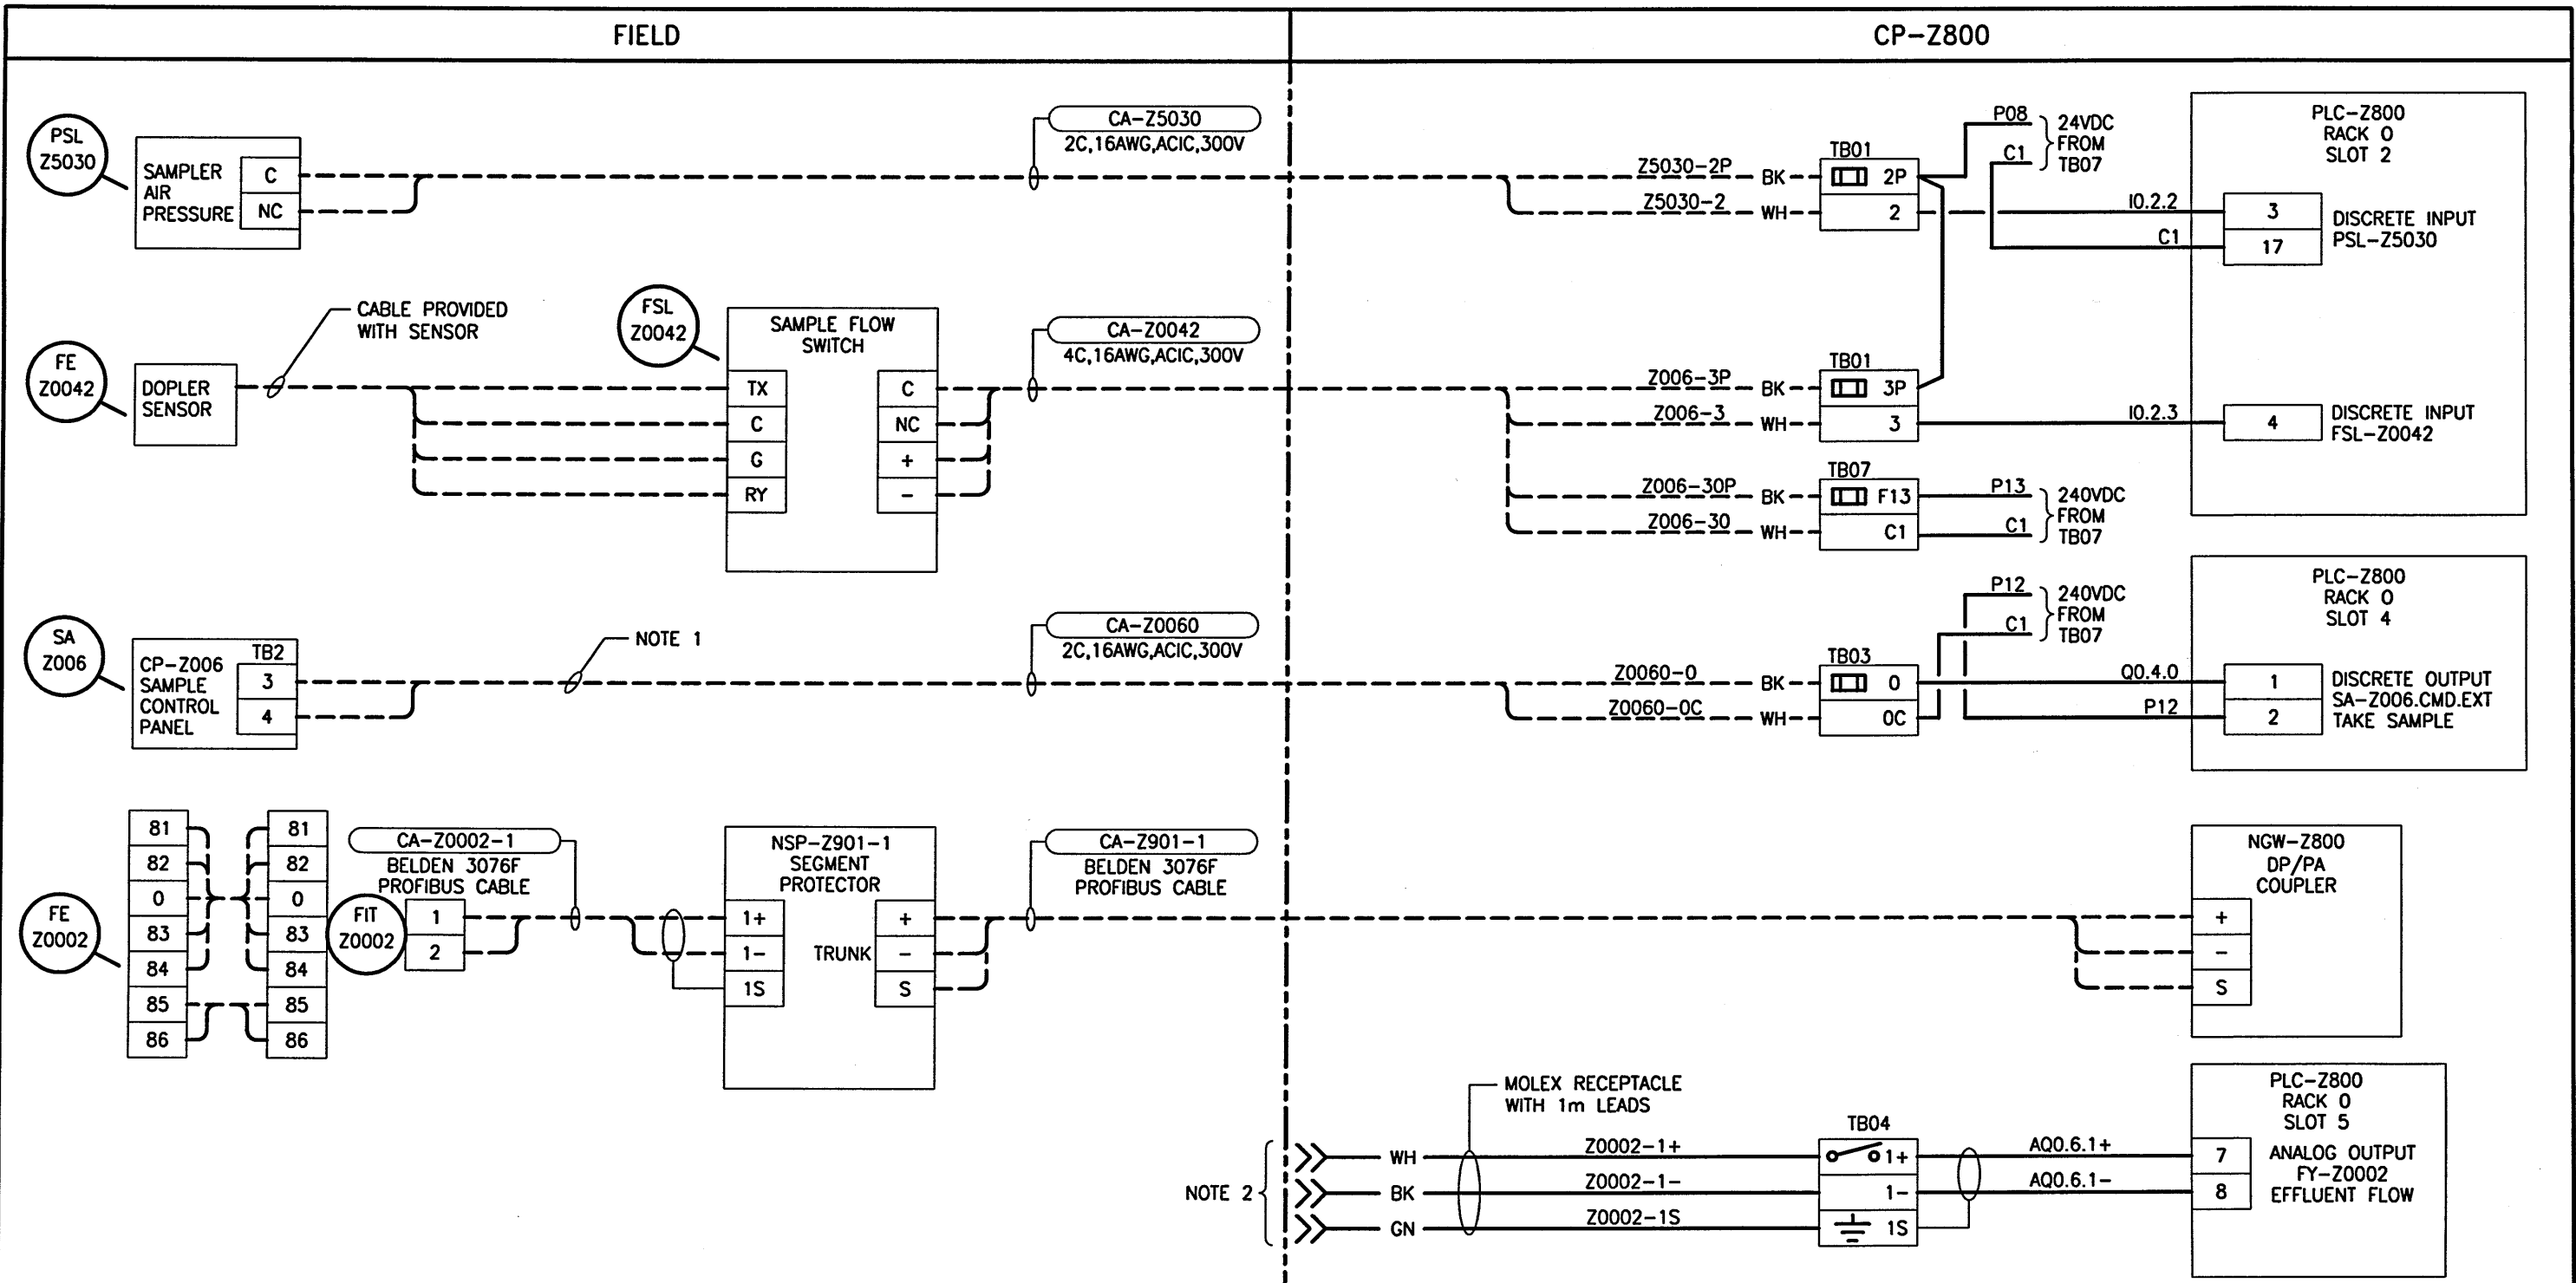 FIELD
CP-Z800
PSL
Z5030
SAMPLER
AIR
PRESSURE
C
NC
CA-Z5030
2C,16AWG,ACIC,300V
Z5030-2P
BK
Z5030-2
WH
TB01
2P
2
P08
C1
24VDC
FROM
TB07
PLC-Z800
RACK 0
SLOT 2
I0.2.2
C1
3
17
DISCRETE INPUT
PSL-Z5030
FE
Z0042
DOPLER
SENSOR
CABLE PROVIDED
WITH SENSOR
FSL
Z0042
SAMPLE FLOW
SWITCH
TX
C
G
RY
C
NC
+
-
CA-Z0042
4C,16AWG,ACIC,300V
Z006-3P
BK
Z006-3
WH
TB01
3P
3
I0.2.3
4
DISCRETE INPUT
FSL-Z0042
Z006-30P
BK
Z006-30
WH
TB07
F13
C1
P13
C1
240VDC
FROM
TB07
SA
Z006
CP-Z006
SAMPLE
CONTROL
PANEL
TB2
3
4
NOTE 1
CA-Z0060
2C,16AWG,ACIC,300V
Z0060-0
BK
Z0060-0C
WH
TB03
0
0C
P12
C1
240VDC
FROM
TB07
PLC-Z800
RACK 0
SLOT 4
Q0.4.0
P12
1
2
DISCRETE OUTPUT
SA-Z006.CMD.EXT
TAKE SAMPLE
FE
Z0002
81
82
0
83
84
85
86
81
82
0
83
84
85
86
CA-Z0002-1
BELDEN 3076F
PROFIBUS CABLE
FIT
Z0002
1
2
NSP-Z901-1
SEGMENT
PROTECTOR
1+
1-
1S
TRUNK
+
-
S
CA-Z901-1
BELDEN 3076F
PROFIBUS CABLE
NGW-Z800
DP/PA
COUPLER
+
-
S
NOTE 2
MOLEX RECEPTACLE
WITH 1m LEADS
WH
BK
GN
Z0002-1+
Z0002-1-
Z0002-1S
TB04
1+
1-
1S
AQ0.6.1+
AQ0.6.1-
PLC-Z800
RACK 0
SLOT 5
7
8
ANALOG OUTPUT
FY-Z0002
EFFLUENT FLOW